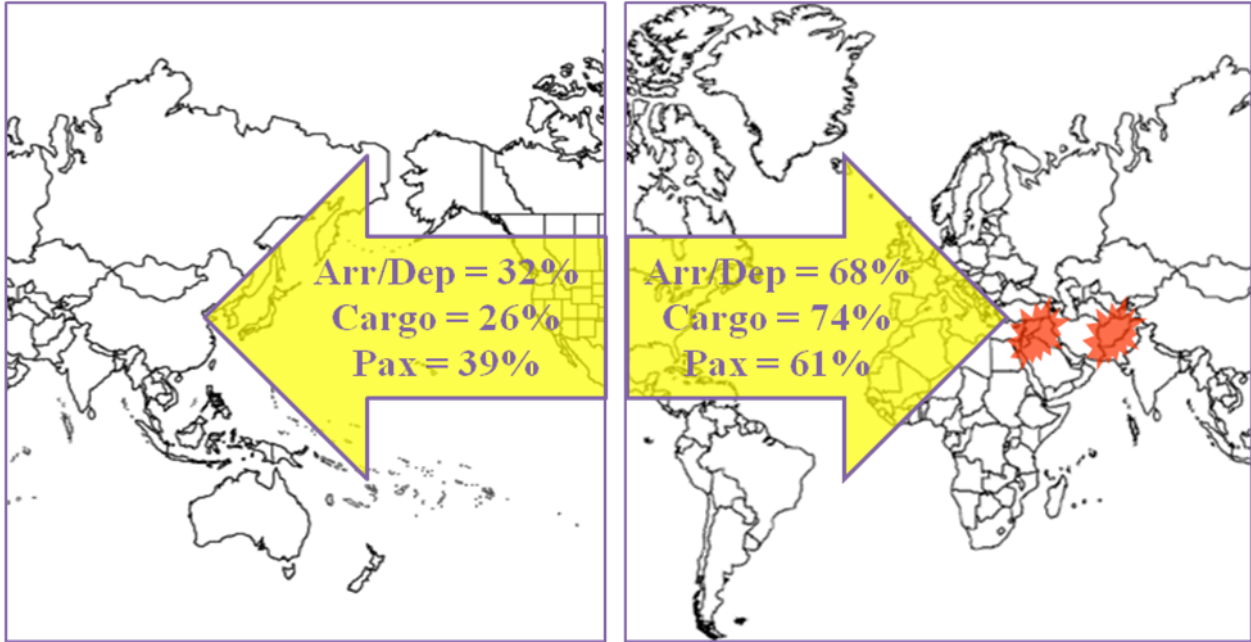 Arr/Dep = 32%
Cargo = 26%
Pax = 39%
Arr/Dep = 68%
Cargo = 74%
Pax = 61%